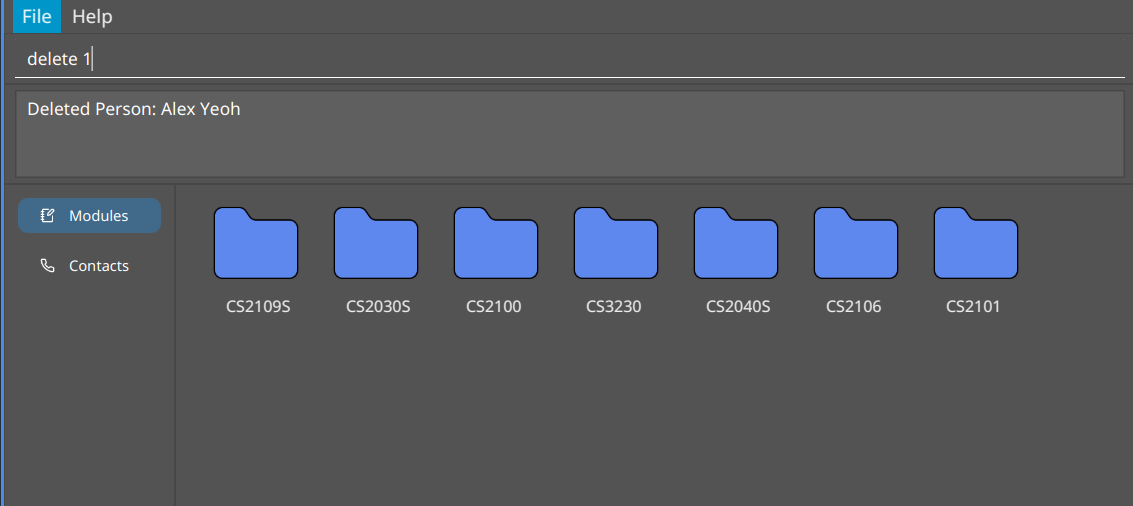 File Help
delete 1
Deleted Person: Alex Yeoh
Modules
Contacts
CS2109S CS2030S CS2100 CS3230 CS2040S CS2106 CS2101